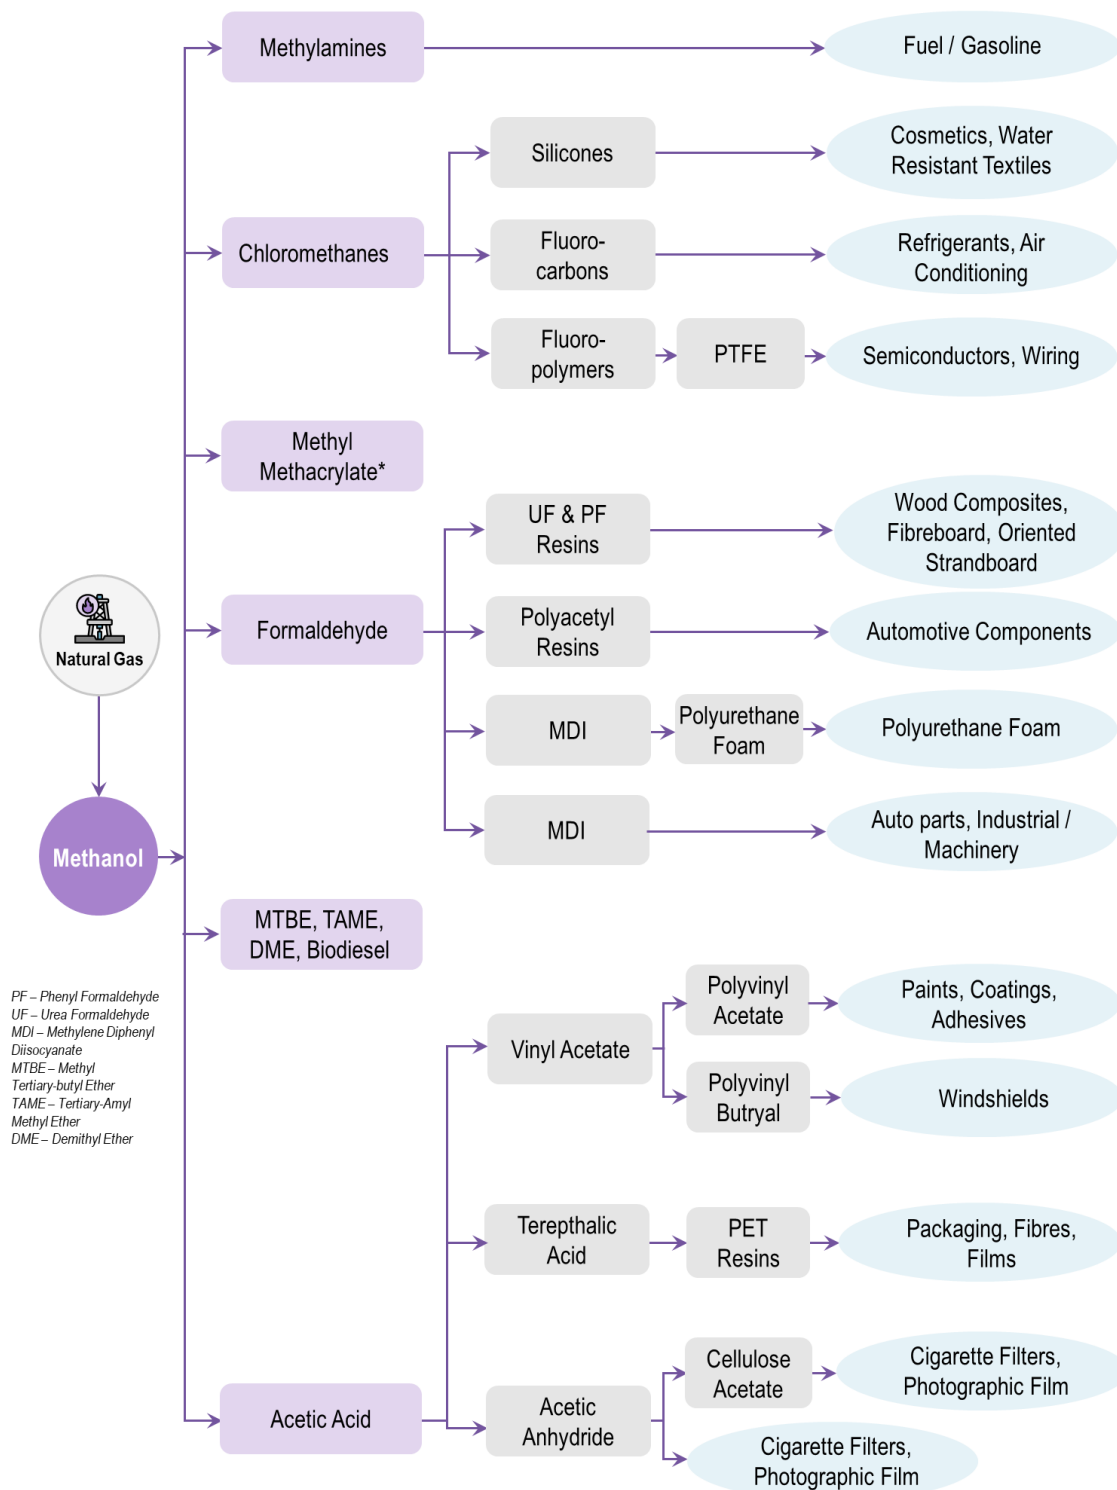 Methylamines
Fuel / Gasoline
Silicones
Cosmetics, Water
Resistant Textiles
Chloromethanes
Fluoro-
carbons
Refrigerants, Air
Conditioning
Fluoro-
polymers
PTFE
Semiconductors, Wiring
Methyl
Methacrylate*
UF & PF
Resins
Wood Composites,
Fibreboard, Oriented
Strandboard
Natural Gas
Formaldehyde
Polyacetyl
Resins
Automotive Components
MDI
Polyurethane
Foam
Polyurethane Foam
MDI
Auto parts, Industrial /
Machinery
Methanol
MTBE, TAME,
DME, Biodiesel
PF – Phenyl Formaldehyde
UF – Urea Formaldehyde
MDI – Methylene Diphenyl
Diisocyanate
MTBE – Methyl
Tertiary-butyl Ether
TAME – Tertiary-Amyl
Methyl Ether
DME – Demithyl Ether
Vinyl Acetate
Polyvinyl
Acetate
Paints, Coatings,
Adhesives
Polyvinyl
Butryal
Windshields
Terepthalic
Acid
PET
Resins
Packaging, Fibres,
Films
Acetic Acid
Acetic
Anhydride
Cellulose
Acetate
Cigarette Filters,
Photographic Film
Cigarette Filters,
Photographic Film